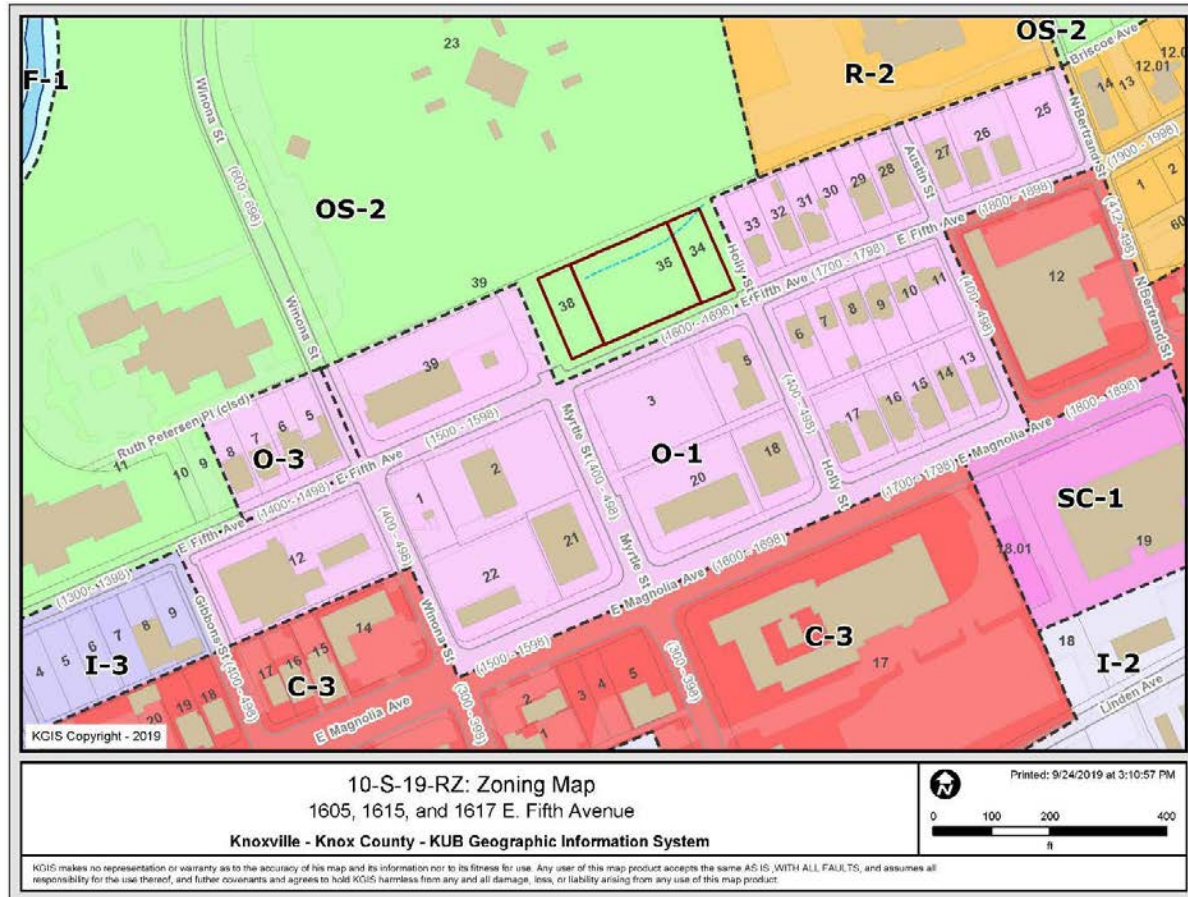 23
OS-2
F-1
R-2
Briscoe Ave
12.0
14
13
12.01
Winona St
(600 - 698)
25
N Bertrand St
(1900 - 1998)
26
Austin St
27
28
1
2
OS-2
29
30
31
32
33
(1800 - 1898)
E Fifth Ave
(412 - 498)
60
34
35
Holly St
(1700 - 1798)
E Fifth Ave
39
38
(1600 - 1698)
E Fifth Ave
11
10
9
8
7
6
(400 - 498)
12
N Bertrand St
Winona St
39
5
3
13
14
15
16
17
(400 - 498)
Ruth Petersen Pl (clsd)
5
6
7
8
O-3
(1500 - 1598)
E Fifth Ave
Myrtle St
(400 - 498)
O-1
18
Holly St
(1800 - 1898)
E Magnolia Ave
(1700 - 1798)
11
10
9
(1400 - 1498)
E Fifth Ave
1
2
20
SC-1
19
18.01
(1300 - 1398)
12
(400 - 498)
21
22
Myrtle St
(1600 - 1698)
E Magnolia Ave
4
5
6
7
8
9
Gibbons St
(400 - 498)
I-3
14
Winona St
(1500 - 1598)
C-3
17
18
I-2
Linden Ave
17
16
15
C-3
20
19
18
E Magnolia Ave
(300 - 398)
2
1
3
4
5
(300 - 398)
KGIS Copyright - 2019
10-S-19-RZ: Zoning Map
1605, 1615, and 1617 E. Fifth Avenue
Knoxville - Knox County - KUB Geographic Information System
N
Printed: 9/24/2019 at 3:10:57 PM
0 100 200 400
ft
KGIS makes no representation or warranty as to the accuracy of his map and its information nor to its fitness for use. Any user of this map product accepts the same AS IS ,WITH ALL FAULTS, and assumes all
responsibility for the use thereof, and futher covenants and agrees to hold KGIS harmless from any and all damage, loss, or liability arising from any use of this map product.